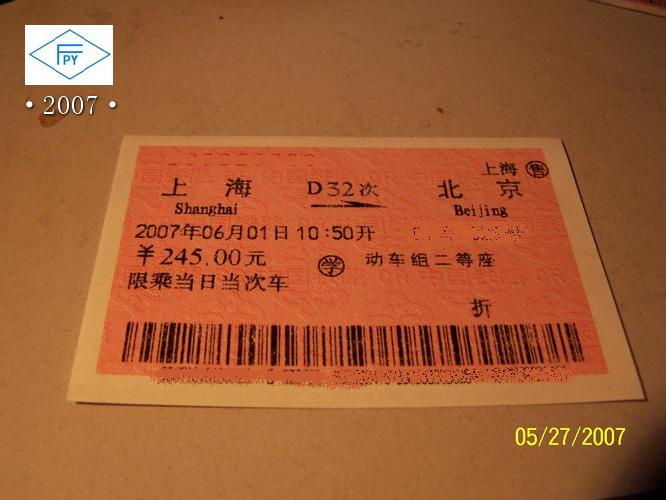 FPY
• 2007 •
上海 售
上海 D32次 北京
Shanghai Beijing
2007年06月01日10:50开
¥245.00元 学 动车组二等座
限乘当日当次车
折
05/27/2007